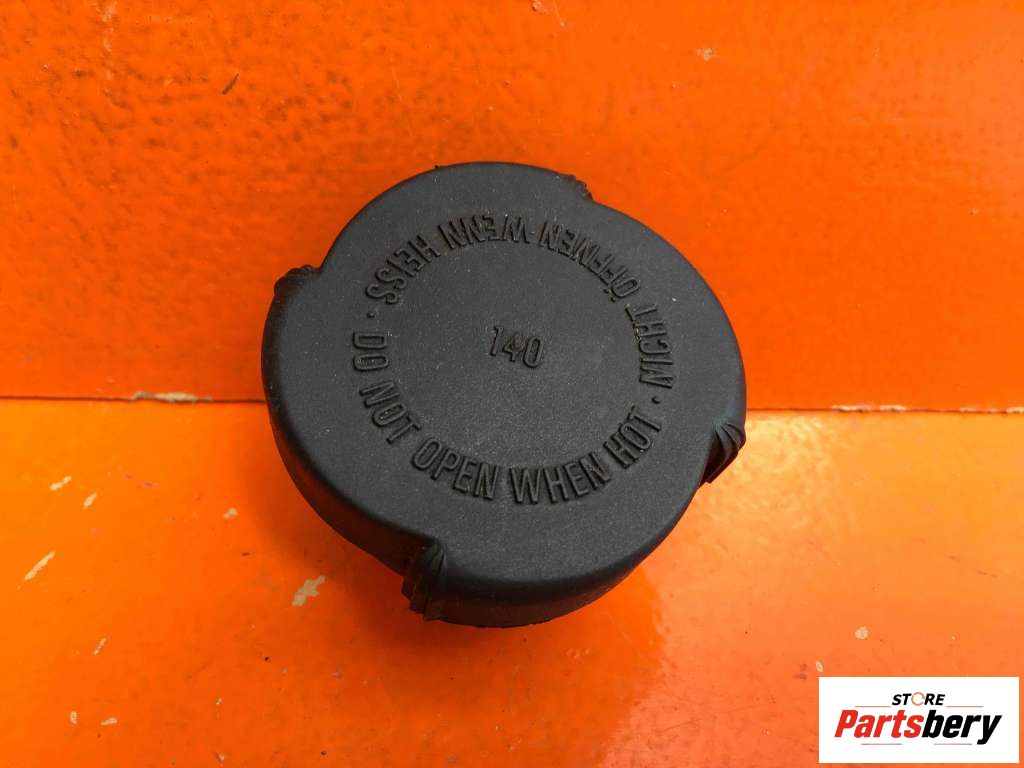 DO NOT OPEN WHEN HOT · NICHT ÖFFNEN WENN HEISS ·
140
STORE
Partsbery